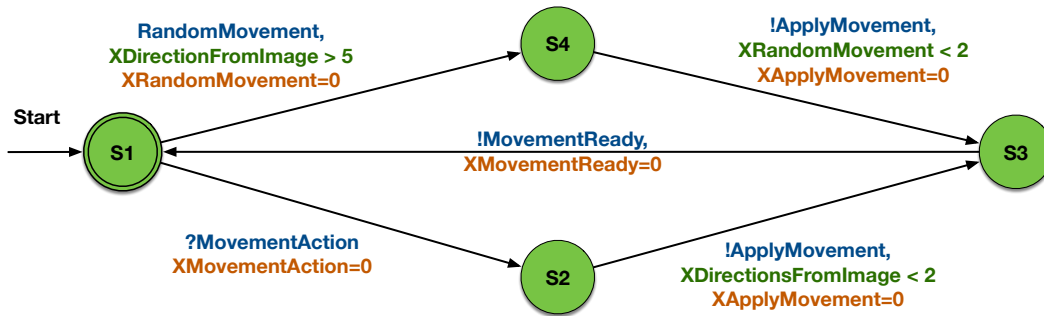 RandomMovement,
XDirectionFromImage > 5
XRandomMovement=0
S4
!ApplyMovement,
XRandomMovement < 2
XApplyMovement=0
Start
S1
!MovementReady,
XMovementReady=0
S3
?MovementAction
XMovementAction=0
S2
!ApplyMovement,
XDirectionsFromImage < 2
XApplyMovement=0